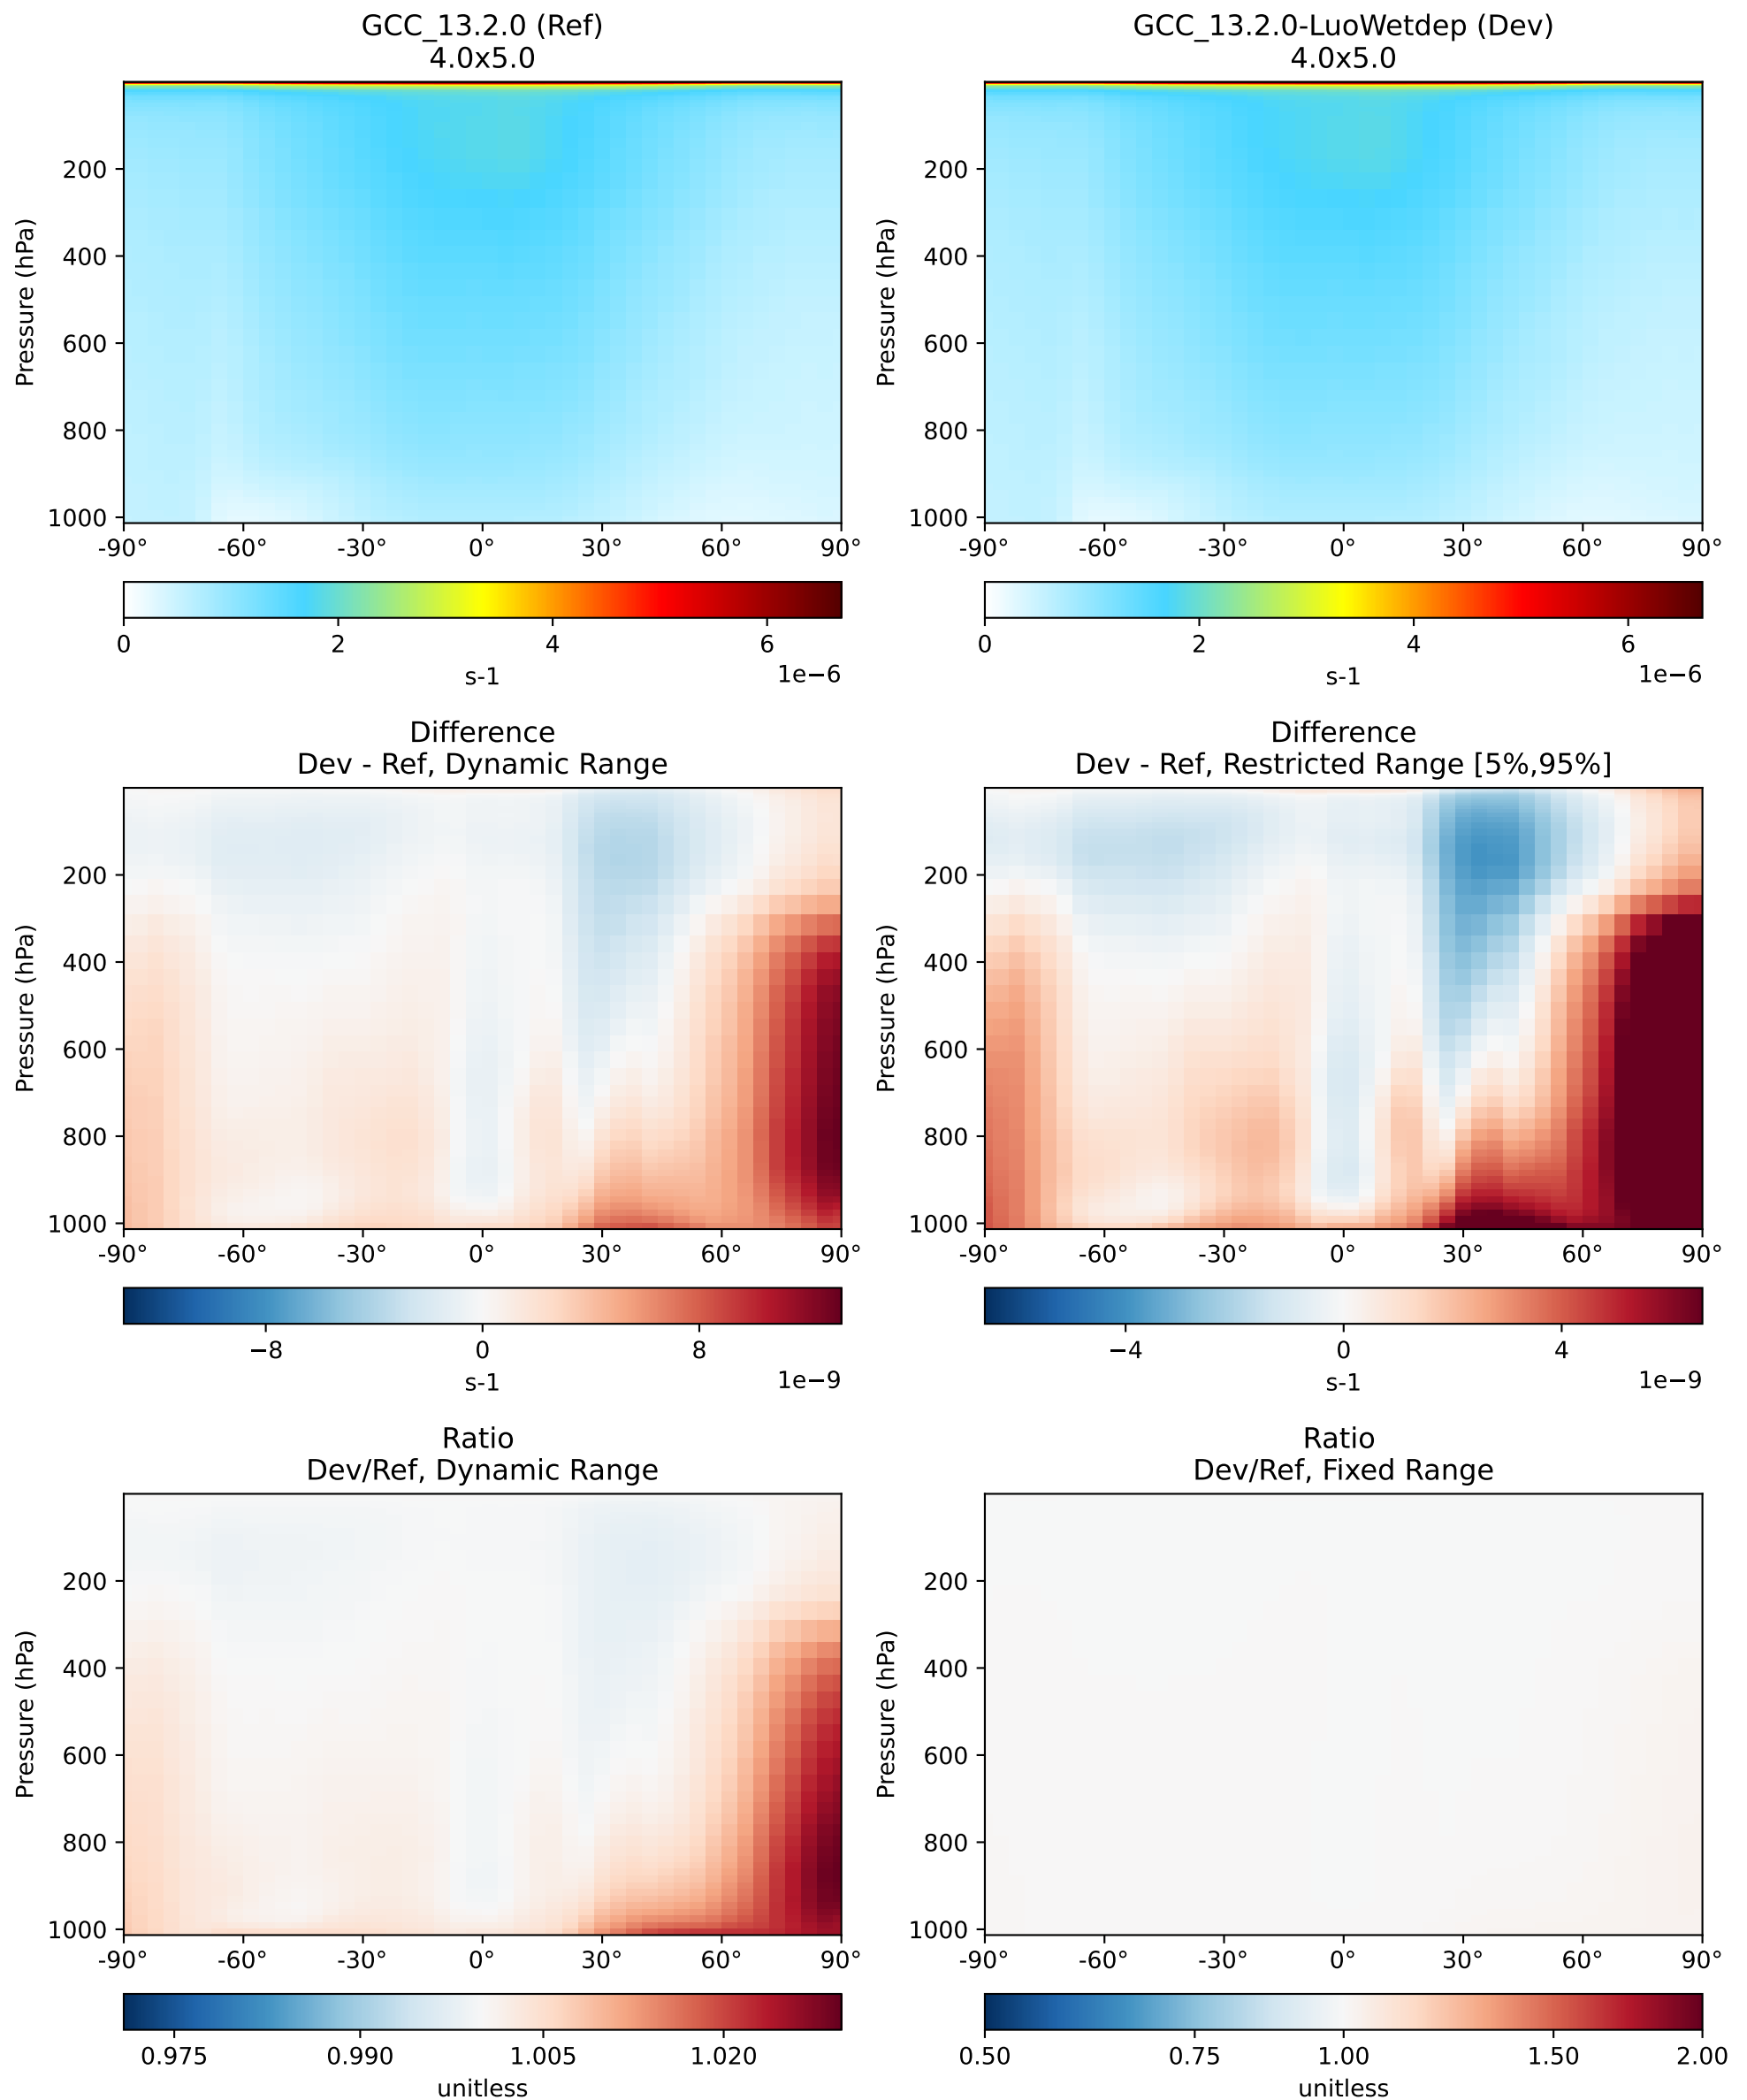 GCC_13.2.0 (Ref)
4.0x5.0
Pressure (hPa)
200
400
600
800
1000
-90° -60° -30° 0° 30° 60° 90°
0 2 4 6
s-1
1e−6
GCC_13.2.0-LuoWetdep (Dev)
4.0x5.0
Pressure (hPa)
200
400
600
800
1000
-90° -60° -30° 0° 30° 60° 90°
0 2 4 6
s-1
1e−6
Difference
Dev - Ref, Dynamic Range
Pressure (hPa)
200
400
600
800
1000
-90° -60° -30° 0° 30° 60° 90°
−8 0 8
s-1
1e−9
Difference
Dev - Ref, Restricted Range [5%,95%]
Pressure (hPa)
200
400
600
800
1000
-90° -60° -30° 0° 30° 60° 90°
−4 0 4
s-1
1e−9
Ratio
Dev/Ref, Dynamic Range
Pressure (hPa)
200
400
600
800
1000
-90° -60° -30° 0° 30° 60° 90°
0.975 0.990 1.005 1.020
unitless
Ratio
Dev/Ref, Fixed Range
Pressure (hPa)
200
400
600
800
1000
-90° -60° -30° 0° 30° 60° 90°
0.50 0.75 1.00 1.50 2.00
unitless